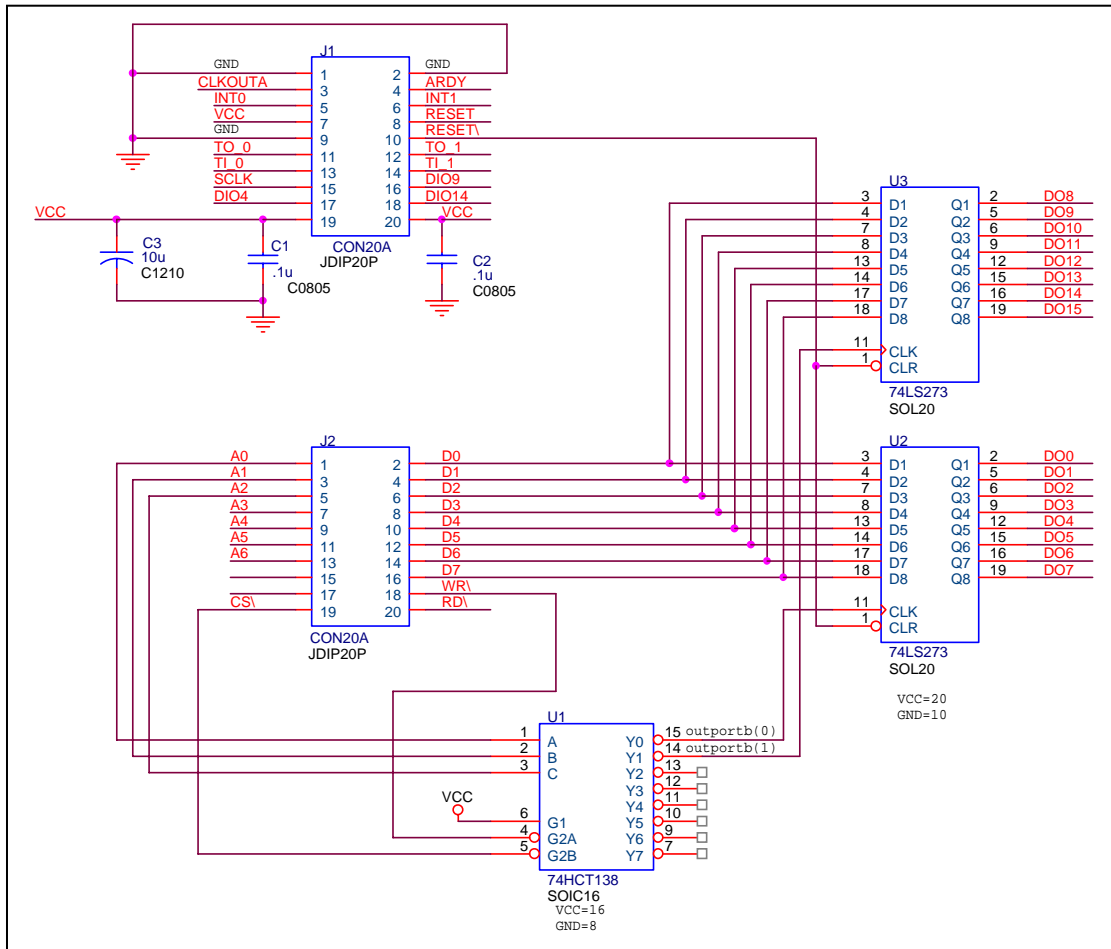 J1
GND 1 2 GND
CLKOUTA 3 4 ARDY
INT0 5 6 INT1
VCC 7 8 RESET
GND 9 10 RESET\
TO_0 11 12 TO_1
TI_0 13 14 TI_1
SCLK 15 16 DIO9
DIO4 17 18 DIO14
VCC 19 20 VCC
CON20A
JDIP20P
C3
10u
C1210
C1
.1u
C0805
C2
.1u
C0805
U3
3 D1 Q1 2 DO8
4 D2 Q2 5 DO9
7 D3 Q3 6 DO10
8 D4 Q4 9 DO11
13 D5 Q5 12 DO12
14 D6 Q6 15 DO13
17 D7 Q7 16 DO14
18 D8 Q8 19 DO15
11 CLK
1 CLR
74LS273
SOL20
J2
A0 1 2 D0
A1 3 4 D1
A2 5 6 D2
A3 7 8 D3
A4 9 10 D4
A5 11 12 D5
A6 13 14 D6
15 16 D7
17 18 WR\
CS\ 19 20 RD\
CON20A
JDIP20P
U2
3 D1 Q1 2 DO0
4 D2 Q2 5 DO1
7 D3 Q3 6 DO2
8 D4 Q4 9 DO3
13 D5 Q5 12 DO4
14 D6 Q6 15 DO5
17 D7 Q7 16 DO6
18 D8 Q8 19 DO7
11 CLK
1 CLR
74LS273
SOL20
VCC=20
GND=10
U1
1 A Y0 15 outportb(0)
2 B Y1 14 outportb(1)
3 C Y2 13
Y3 12
VCC
Y4 11
6 G1 Y5 10
4 G2A Y6 9
5 G2B Y7 7
74HCT138
SOIC16
VCC=16
GND=8